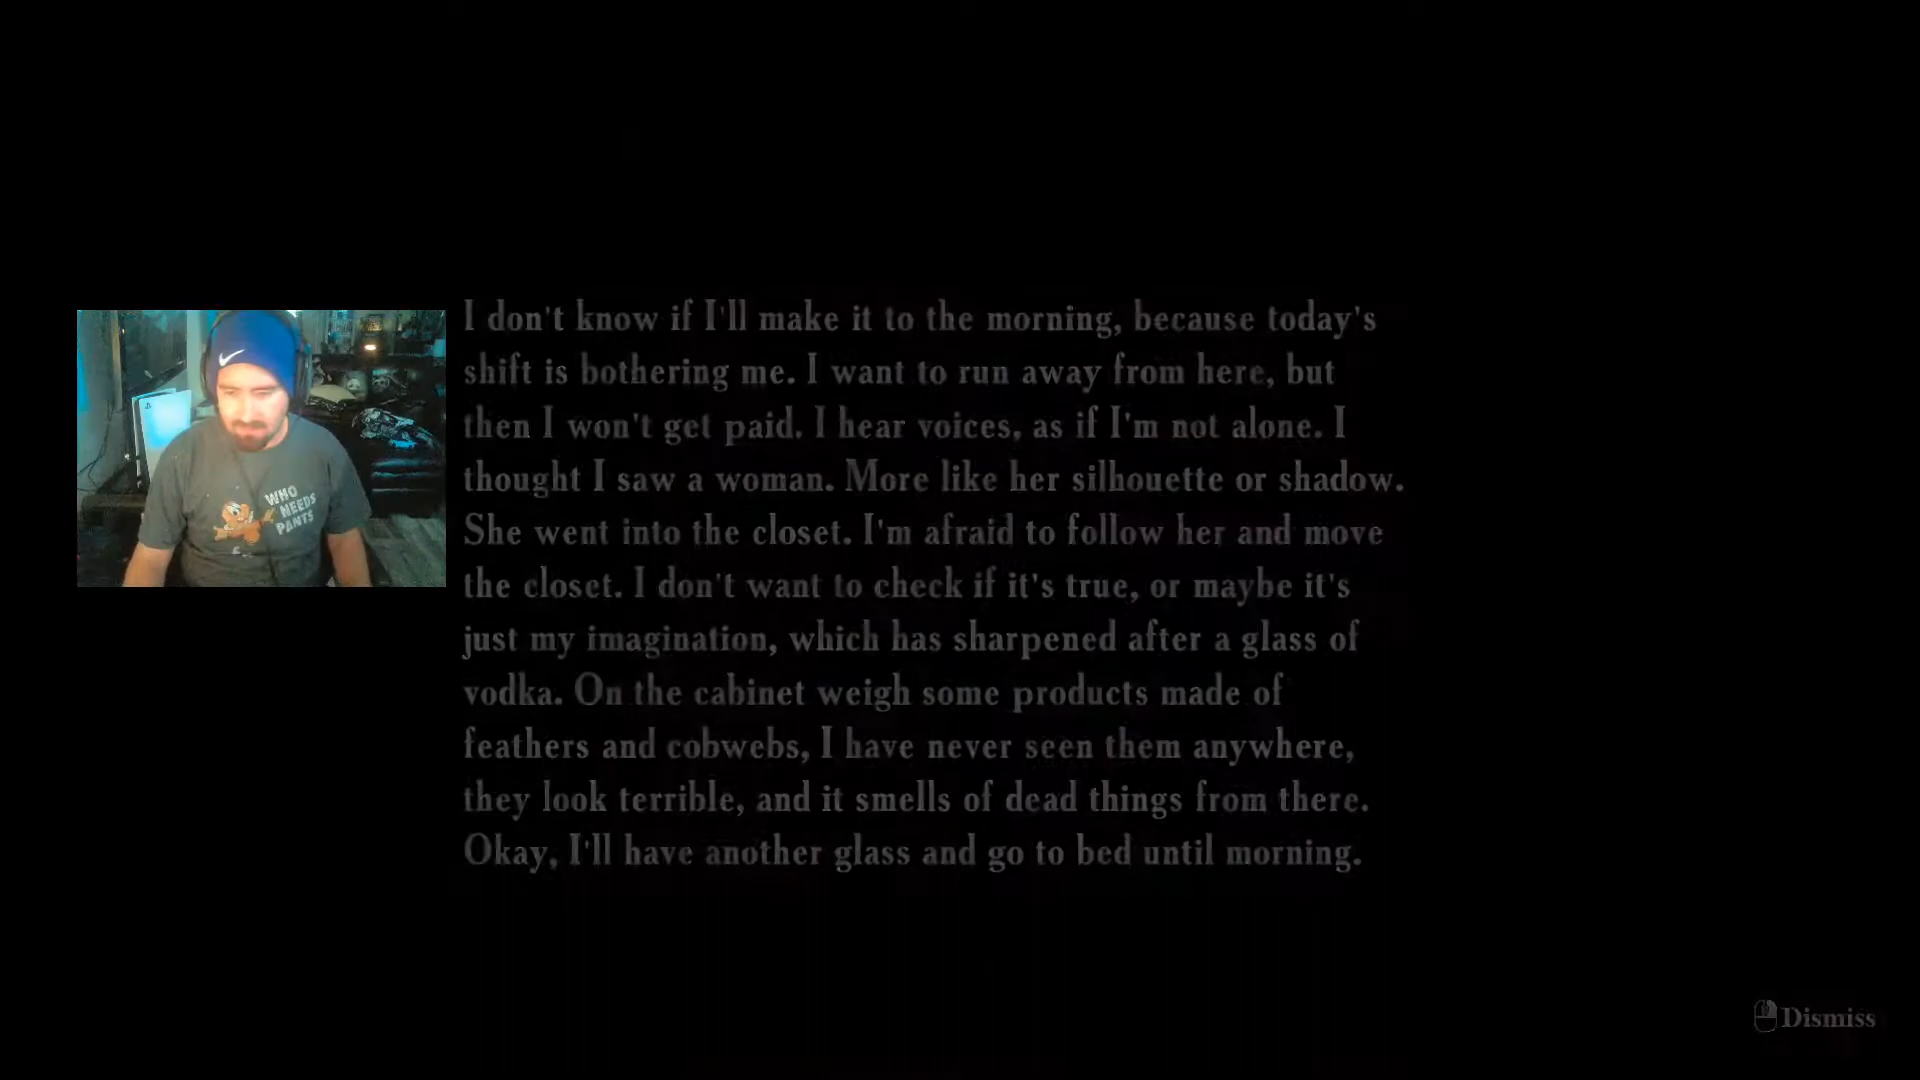 I don't know if I'll make it to the morning, because today's
shift is bothering me. I want to run away from here, but
then I won't get paid. I hear voices, as if I'm not alone. I
thought I saw a woman. More like her silhouette or shadow.
She went into the closet. I'm afraid to follow her and move
the closet. I don't want to check if it's true, or maybe it's
just my imagination, which has sharpened after a glass of
vodka. On the cabinet weigh some products made of
feathers and cobwebs, I have never seen them anywhere,
they look terrible, and it smells of dead things from there.
Okay, I'll have another glass and go to bed until morning.
WHO
NEEDS
PANTS
Dismiss